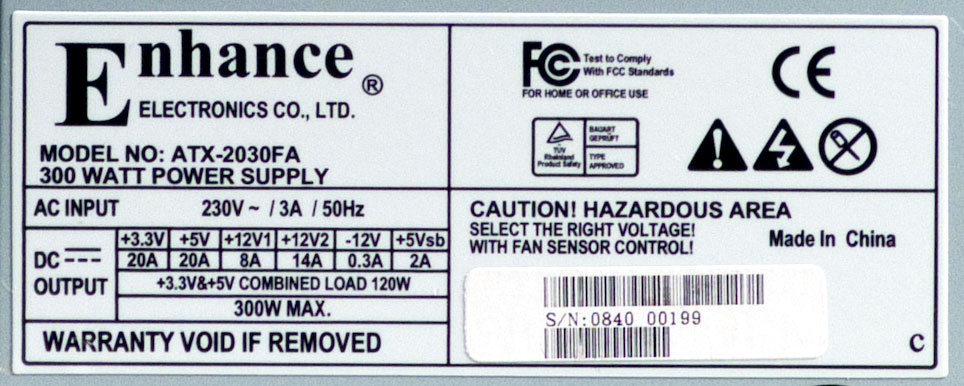 Enhance ®
ELECTRONICS CO., LTD.
MODEL NO: ATX-2030FA
300 WATT POWER SUPPLY
AC INPUT 230V ~ / 3A / 50Hz
DC OUTPUT
+3.3V +5V +12V1 +12V2 -12V +5Vsb
20A 20A 8A 14A 0.3A 2A
+3.3V&+5V COMBINED LOAD 120W
300W MAX.
WARRANTY VOID IF REMOVED
FC Test to Comply
With FCC Standards
FOR HOME OR OFFICE USE
CE
TÜV
Rheinland
Product Safety
BAUART
GEPRÜFT
TYPE
APPROVED
CAUTION! HAZARDOUS AREA
SELECT THE RIGHT VOLTAGE!
WITH FAN SENSOR CONTROL!
Made In China
S/N:0840 00199
C